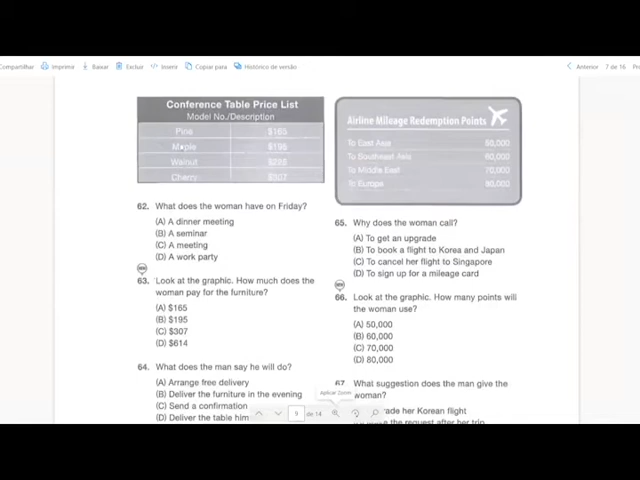 Compartilhar Imprimir Baixar Excluir Inserir Copiar para Histórico de versão Anterior 7 de 16
Conference Table Price List
Model No./Description
Pine $165
Maple $195
Walnut
Cherry $307
62. What does the woman have on Friday?
(A) A dinner meeting
(B) A seminar
(C) A meeting
(D) A work party
NEW
63. Look at the graphic. How much does the
woman pay for the furniture?
(A) $165
(B) $195
(C) $307
(D) $614
64. What does the man say he will do?
(A) Arrange free delivery
(B) Deliver the furniture in the evening
(C) Send a confirmation
(D) Deliver the table him
Airline Mileage Redemption Points
To East Asia
To Southeast Asia 60,000
To Middle East 70,000
To Europe 80,000
65. Why does the woman call?
(A) To get an upgrade
(B) To book a flight to Korea and Japan
(C) To cancel her flight to Singapore
(D) To sign up for a mileage card
NEW
66. Look at the graphic. How many points will
the woman use?
(A) 50,000
(B) 60,000
(C) 70,000
(D) 80,000
67. What suggestion does the man give the
woman?
rade her Korean flight
the request after her trip
Aplicar Zoom
9 de 14